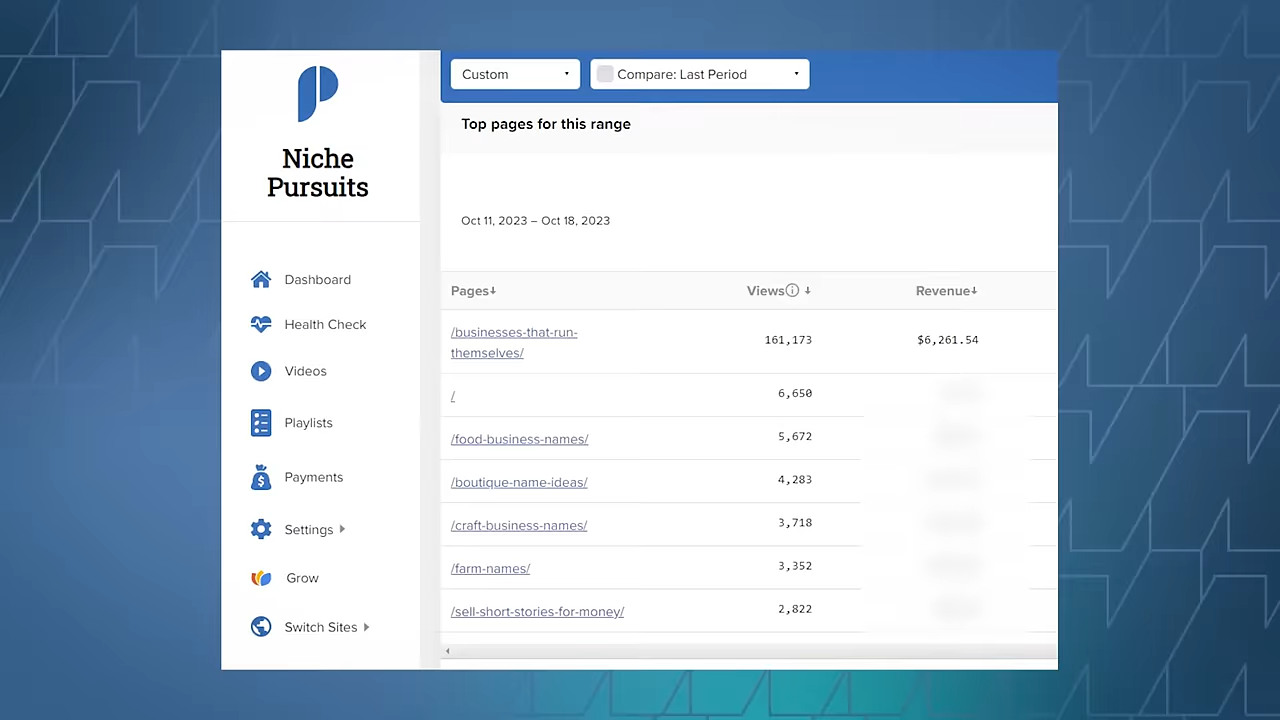 Niche
Pursuits
Dashboard
Health Check
Videos
Playlists
Payments
Settings
Grow
Switch Sites
Custom
Compare: Last Period
Top pages for this range
Oct 11, 2023 – Oct 18, 2023
Pages Views Revenue
/businesses-that-run-
themselves/ 161,173 $6,261.54
/ 6,650
/food-business-names/ 5,672
/boutique-name-ideas/ 4,283
/craft-business-names/ 3,718
/farm-names/ 3,352
/sell-short-stories-for-money/ 2,822